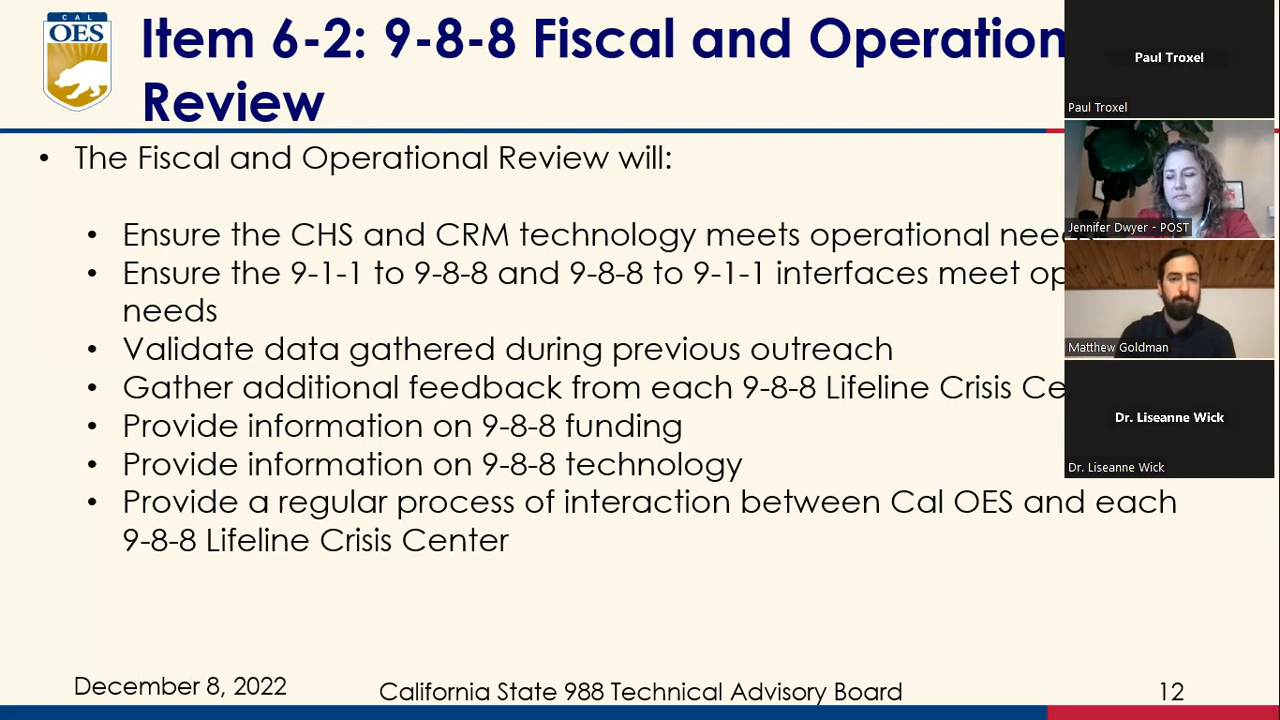 CAL
OES
Item 6-2: 9-8-8 Fiscal and Operation
Review
• The Fiscal and Operational Review will:
• Ensure the CHS and CRM technology meets operational nee
• Ensure the 9-1-1 to 9-8-8 and 9-8-8 to 9-1-1 interfaces meet op
needs
• Validate data gathered during previous outreach
• Gather additional feedback from each 9-8-8 Lifeline Crisis Ce
• Provide information on 9-8-8 funding
• Provide information on 9-8-8 technology
• Provide a regular process of interaction between Cal OES and each
9-8-8 Lifeline Crisis Center
December 8, 2022
California State 988 Technical Advisory Board
12
Paul Troxel
Paul Troxel
Jennifer Dwyer - POST
Matthew Goldman
Dr. Liseanne Wick
Dr. Liseanne Wick